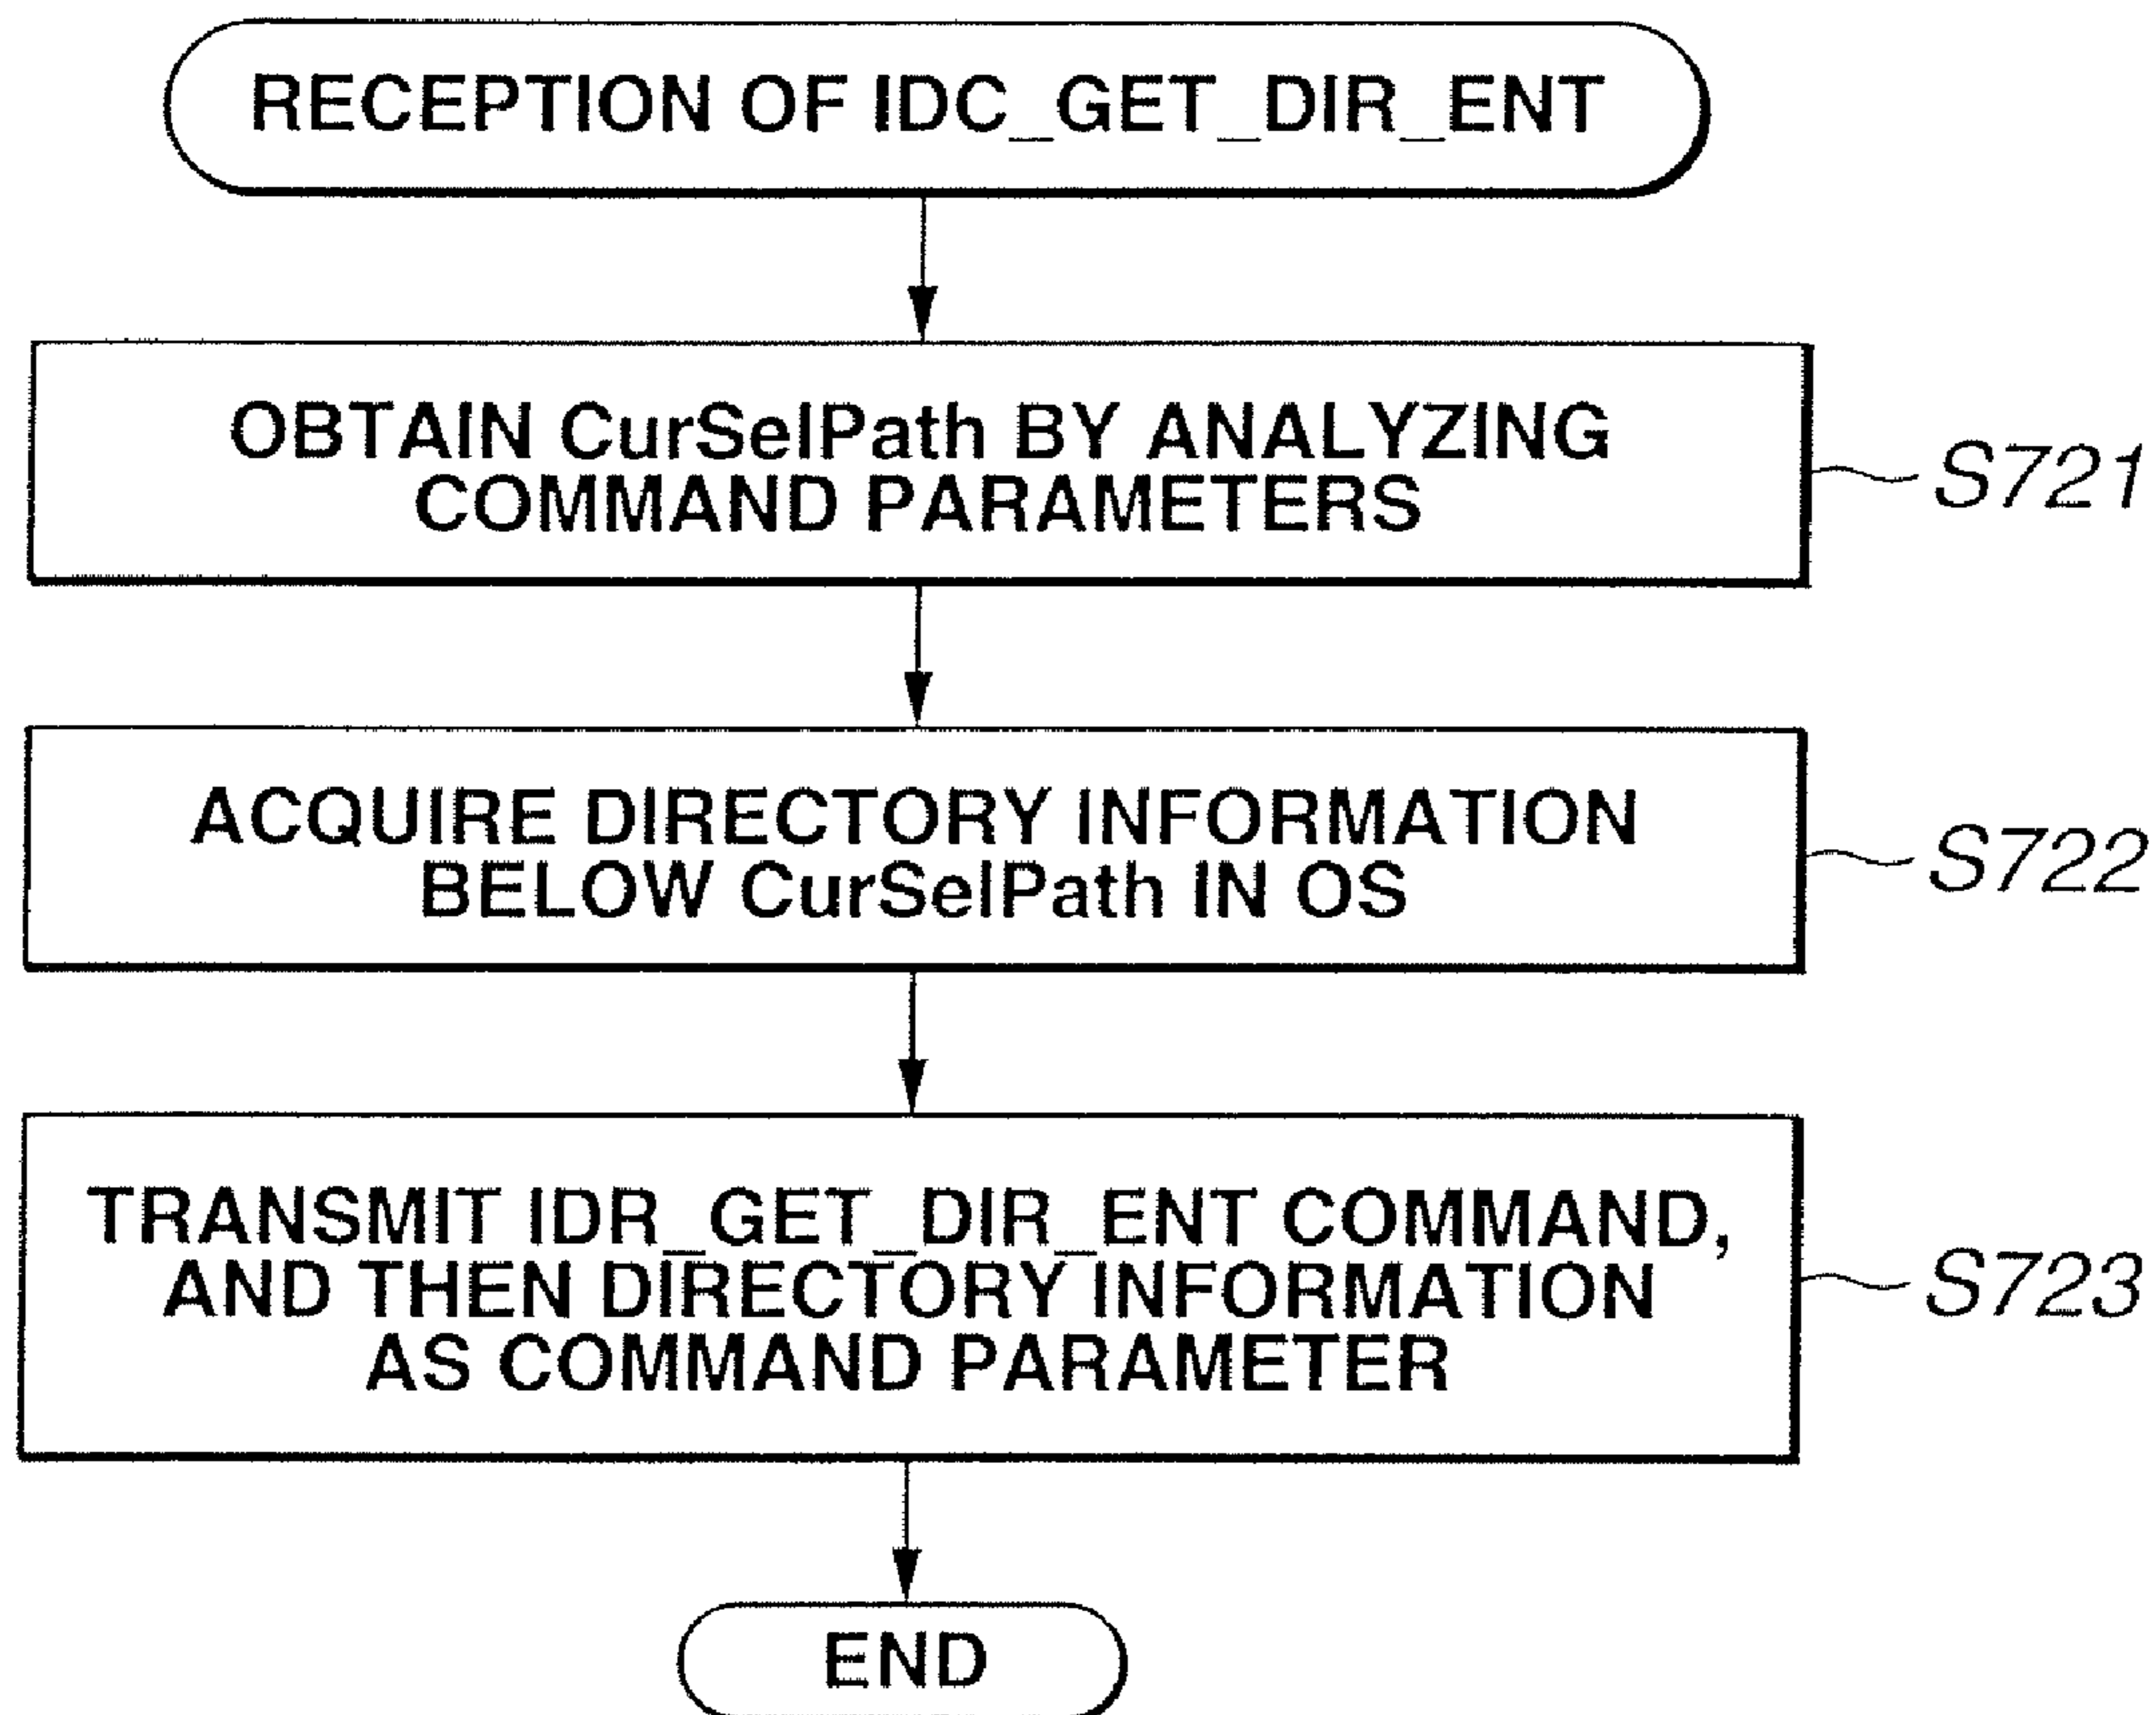 RECEPTION OF IDC_GET_DIR_ENT
OBTAIN CurSelPath BY ANALYZING
COMMAND PARAMETERS
S721
ACQUIRE DIRECTORY INFORMATION
BELOW CurSelPath IN OS
S722
TRANSMIT IDR_GET_DIR_ENT COMMAND,
AND THEN DIRECTORY INFORMATION
AS COMMAND PARAMETER
S723
END